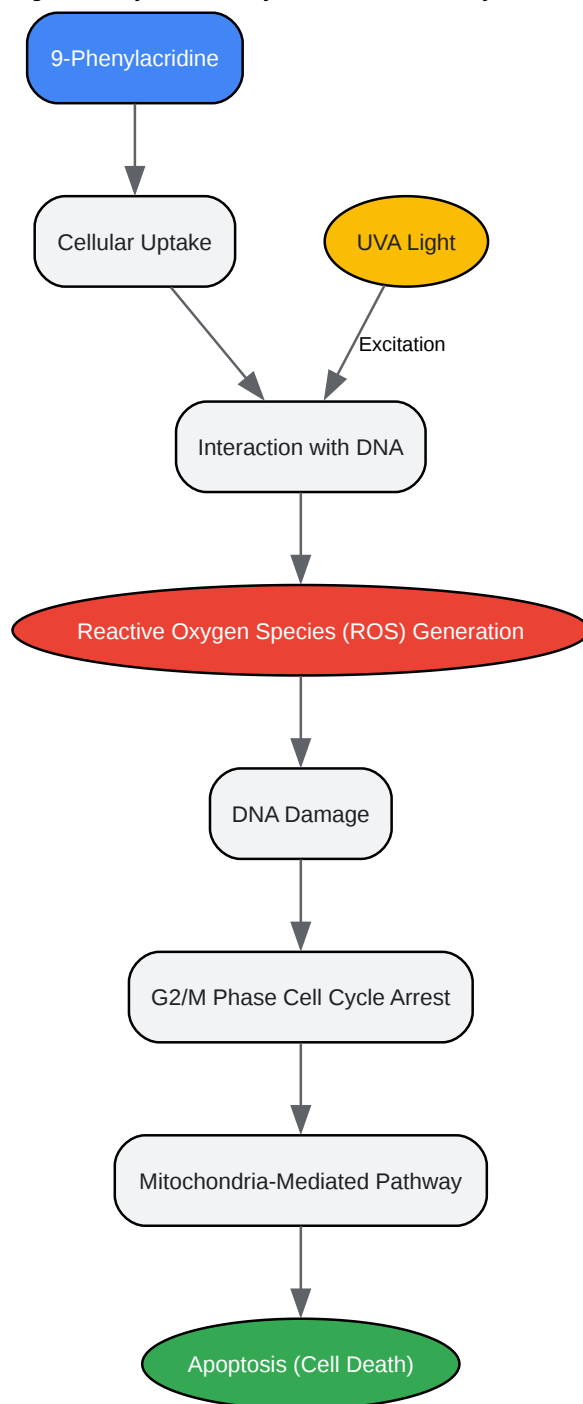 9-Phenylacridine
Cellular Uptake
UVA Light
Excitation
Interaction with DNA
Reactive Oxygen Species (ROS) Generation
DNA Damage
G2/M Phase Cell Cycle Arrest
Mitochondria-Mediated Pathway
Apoptosis (Cell Death)